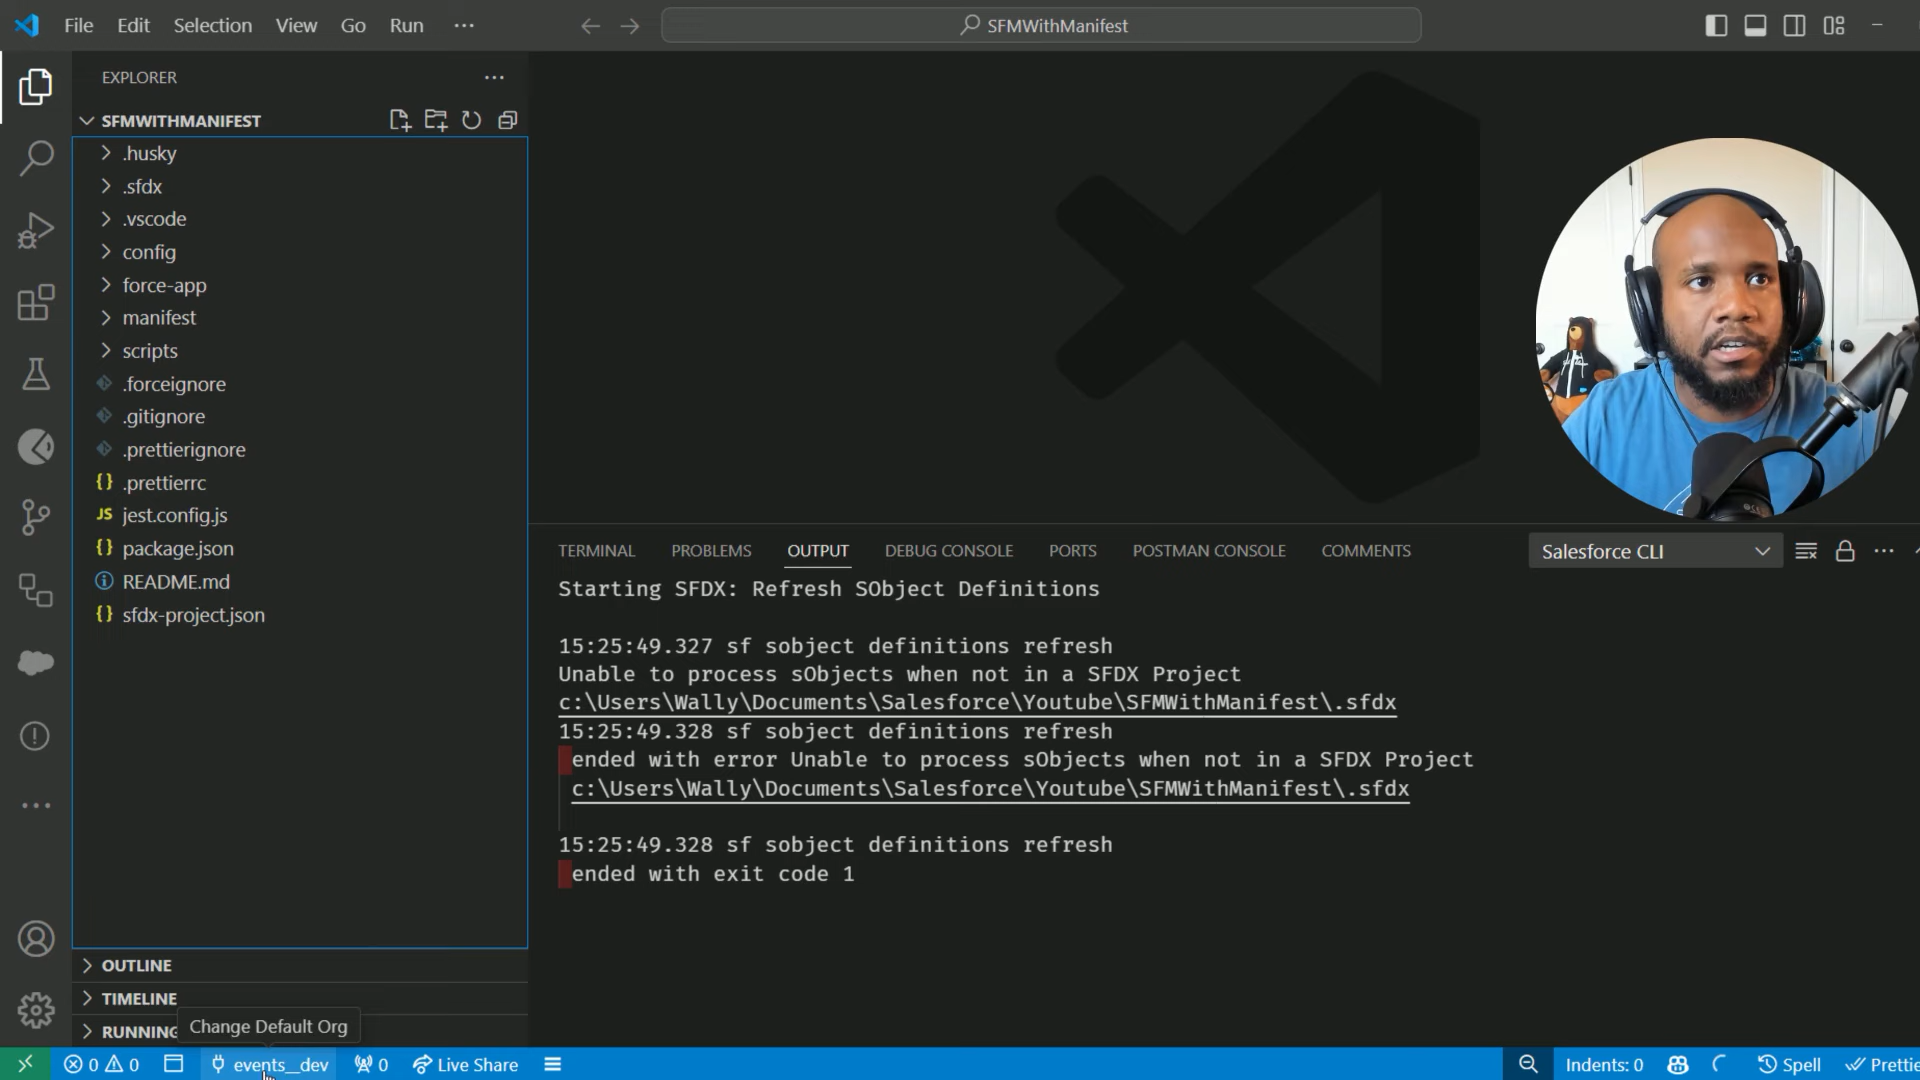 File Edit Selection View Go Run ···
SFMWithManifest
EXPLORER
SFMWITHMANIFEST
.husky
.sfdx
.vscode
config
force-app
manifest
scripts
.forceignore
.gitignore
.prettierignore
.prettierrc
JS jest.config.js
package.json
README.md
sfdx-project.json
OUTLINE
TIMELINE
RUNNING
Change Default Org
TERMINAL PROBLEMS OUTPUT DEBUG CONSOLE PORTS POSTMAN CONSOLE COMMENTS
Salesforce CLI
Starting SFDX: Refresh SObject Definitions
15:25:49.327 sf sobject definitions refresh
Unable to process sObjects when not in a SFDX Project
c:\Users\Wally\Documents\Salesforce\Youtube\SFMWithManifest\.sfdx
15:25:49.328 sf sobject definitions refresh
ended with error Unable to process sObjects when not in a SFDX Project
c:\Users\Wally\Documents\Salesforce\Youtube\SFMWithManifest\.sfdx
15:25:49.328 sf sobject definitions refresh
ended with exit code 1
0 0 events__dev 0 Live Share Indents: 0 Spell Prettie